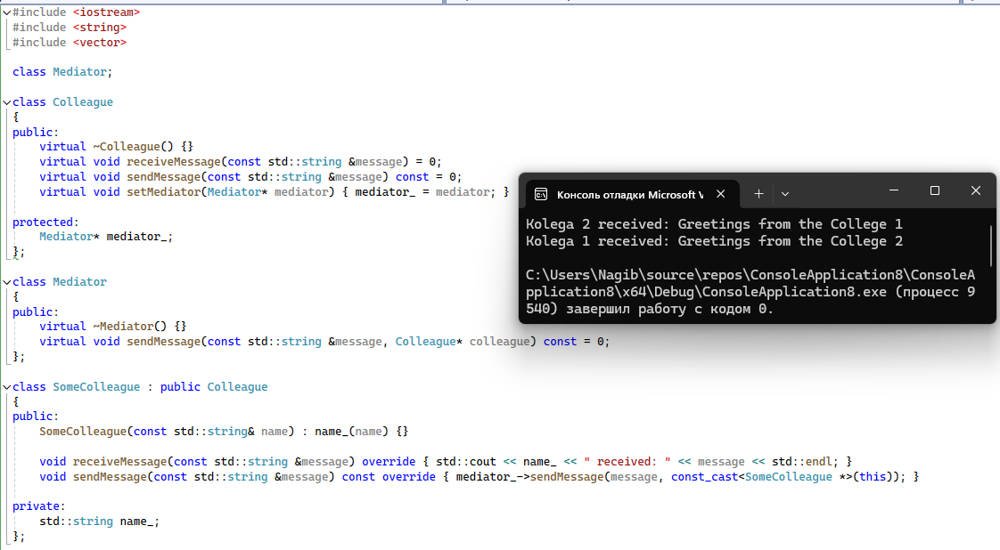 #include <iostream>
#include <string>
#include <vector>
class Mediator;
class Colleague
{
public:
virtual ~Colleague() {}
virtual void receiveMessage(const std::string &message) = 0;
virtual void sendMessage(const std::string &message) const = 0;
virtual void setMediator(Mediator* mediator) { mediator_ = mediator; }
protected:
Mediator* mediator_;
};
class Mediator
{
public:
virtual ~Mediator() {}
virtual void sendMessage(const std::string &message, Colleague* colleague) const = 0;
};
class SomeColleague : public Colleague
{
public:
SomeColleague(const std::string& name) : name_(name) {}
void receiveMessage(const std::string &message) override { std::cout << name_ << " received: " << message << std::endl; }
void sendMessage(const std::string &message) const override { mediator_->sendMessage(message, const_cast<SomeColleague *>(this)); }
private:
std::string name_;
};
Консоль отладки Microsoft V
Kolega 2 received: Greetings from the College 1
Kolega 1 received: Greetings from the College 2
C:\Users\Nagib\source\repos\ConsoleApplication8\ConsoleA
pplication8\x64\Debug\ConsoleApplication8.exe (процесс 9
540) завершил работу с кодом 0.